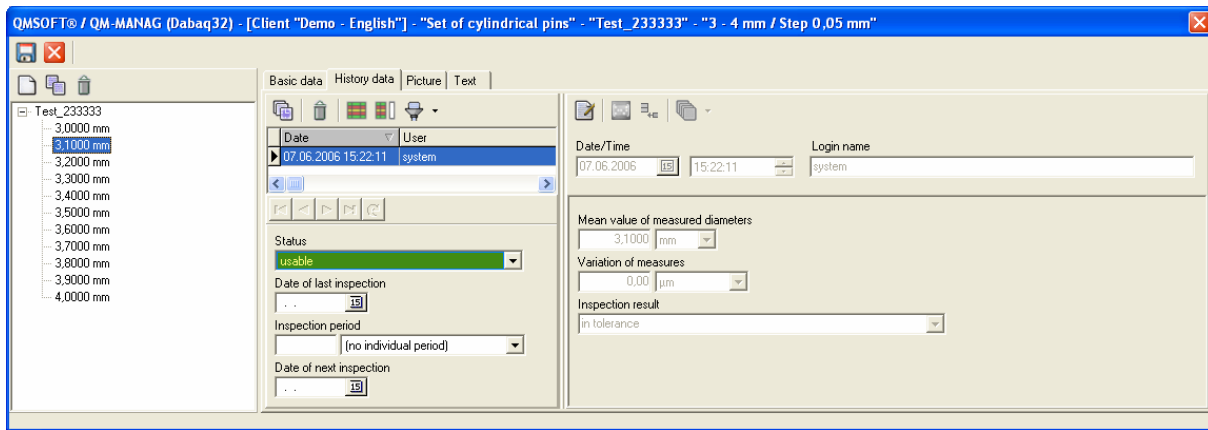 QMSOFT® / QM-MANAG (Dabaq32) - [Client "Demo - English"] - "Set of cylindrical pins" - "Test_233333" - "3 - 4 mm / Step 0,05 mm"
Test_233333
3,0000 mm
3,1000 mm
3,2000 mm
3,3000 mm
3,4000 mm
3,5000 mm
3,6000 mm
3,7000 mm
3,8000 mm
3,9000 mm
4,0000 mm
Basic data History data Picture Text
Date User
07.06.2006 15:22:11 system
Status
usable
Date of last inspection
. . 15
Inspection period
(no individual period)
Date of next inspection
. . 15
Date/Time Login name
07.06.2006 15 15:22:11 system
Mean value of measured diameters
3,1000 mm
Variation of measures
0,00 µm
Inspection result
in tolerance